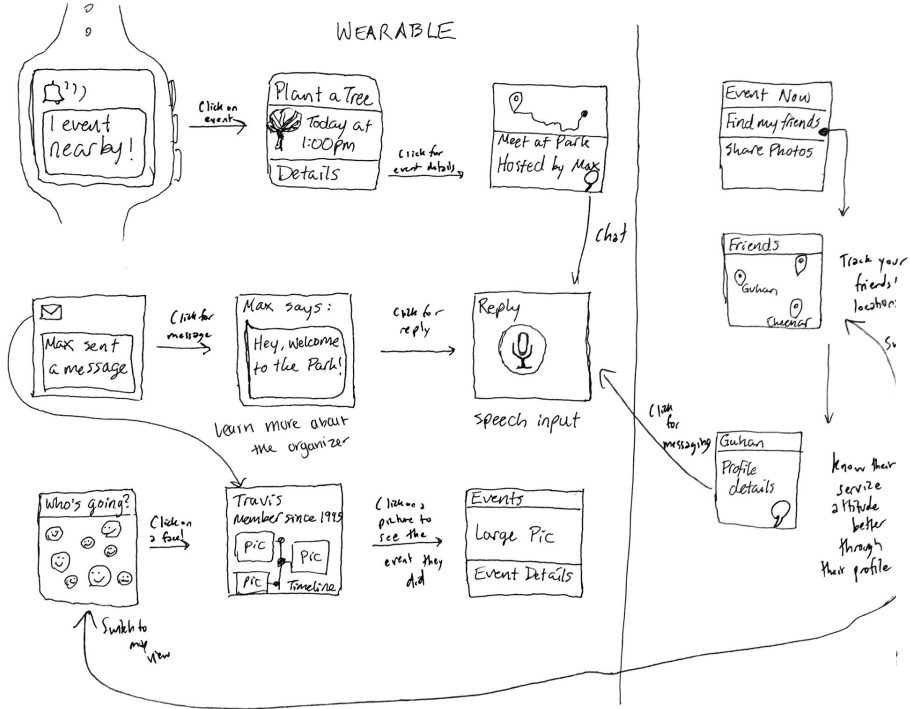 WEARABLE
1 event
nearby!
Click on
event
Plant a Tree
Today at
1:00pm
Details
Click for
event details
Meet at Park
Hosted by Max
Chat
Event Now
Find my friends
Share Photos
Friends
Guhan
Cheenar
Track your
friends'
Max sent
a message
Click for
message
Max says:
Hey, Welcome
to the Park!
Click for
reply
Reply
speech input
Learn more about
the organizer
Click
for
messaging
Guhan
Profile
details
Know their
service
attitude
better
through
their profile
Who's going?
Click on
a face!
Travis
Member since 1995
Pic
Pic
Pic
Timeline
Click on a
picture to
see the
event they
did
Events
Large Pic
Event Details
Switch to
map
view